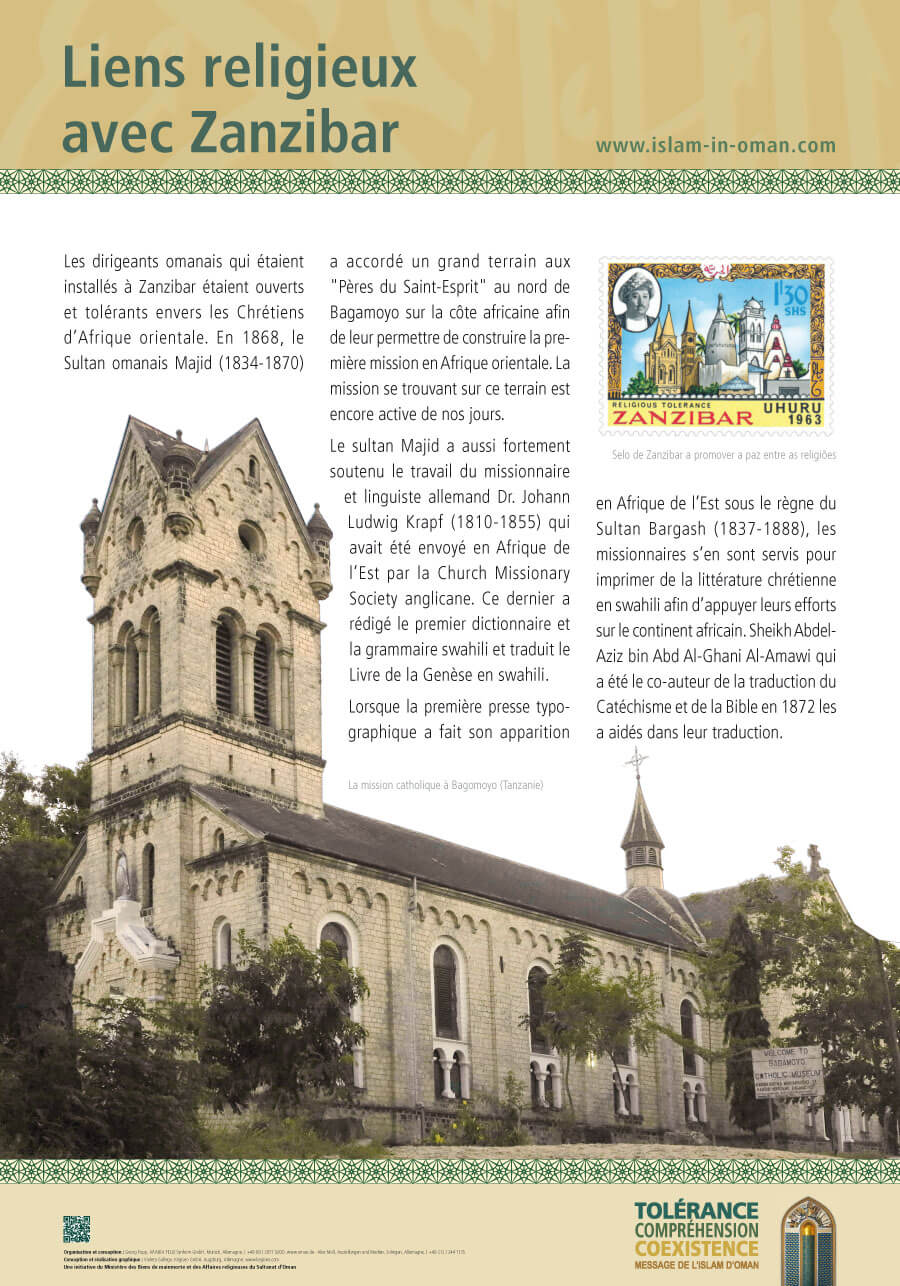 Liens religieux
avec Zanzibar
www.islam-in-oman.com
Les dirigeants omanais qui étaient
installés à Zanzibar étaient ouverts
et tolérants envers les Chrétiens
d'Afrique orientale. En 1868, le
Sultan omanais Majid (1834-1870)
a accordé un grand terrain aux
"Pères du Saint-Esprit" au nord de
Bagamoyo sur la côte africaine afin
de leur permettre de construire la pre-
mière mission en Afrique orientale. La
mission se trouvant sur ce terrain est
encore active de nos jours.
Le sultan Majid a aussi fortement
soutenu le travail du missionnaire
et linguiste allemand Dr. Johann
Ludwig Krapf (1810-1855) qui
avait été envoyé en Afrique de
l'Est par la Church Missionary
Society anglicane. Ce dernier a
rédigé le premier dictionnaire et
la grammaire swahili et traduit le
Livre de la Genèse en swahili.
Lorsque la première presse typo-
graphique a fait son apparition
La mission catholique à Bagomoyo (Tanzanie)
1'30
SHS
RELIGIOUS TOLERANCE
ZANZIBAR
UHURU
1963
Selo de Zanzibar a promover a paz entre as religiões
en Afrique de l'Est sous le règne du
Sultan Bargash (1837-1888), les
missionnaires s'en sont servis pour
imprimer de la littérature chrétienne
en swahili afin d'appuyer leurs efforts
sur le continent africain. Sheikh Abdel-
Aziz bin Abd Al-Ghani Al-Amawi qui
a été le co-auteur de la traduction du
Catéchisme et de la Bible en 1872 les
a aidés dans leur traduction.
WELCOME TO
BAGAMOYO
CATHOLIC MUSEUM
Organisation et conception :
Conception et réalisation graphique :
Une initiative du Ministère des Biens de mainmorte et des Affaires religieuses du Sultanat d'Oman
TOLÉRANCE
COMPRÉHENSION
COEXISTENCE
MESSAGE DE L'ISLAM D'OMAN